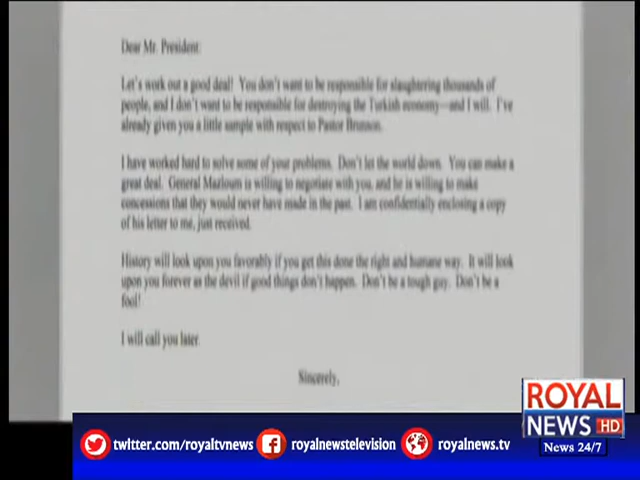 Dear Mr. President:
Let's work out a good deal! You don't want to be responsible for slaughtering thousands of
people, and I don't want to be responsible for destroying the Turkish economy—and I will. I've
already given you a little sample with respect to Pastor Brunson.
I have worked hard to solve some of your problems. Don't let the world down. You can make a
great deal. General Mazloum is willing to negotiate with you, and he is willing to make
concessions that they would never have made in the past. I am confidentially enclosing a copy
of his letter to me, just received.
History will look upon you favorably if you get this done the right and humane way. It will look
upon you forever as the devil if good things don't happen. Don't be a tough guy. Don't be a
fool!
I will call you later.
Sincerely,
ROYAL
NEWS HD
News 24/7
twitter.com/royaltvnews
royalnewstelevision
royalnews.tv